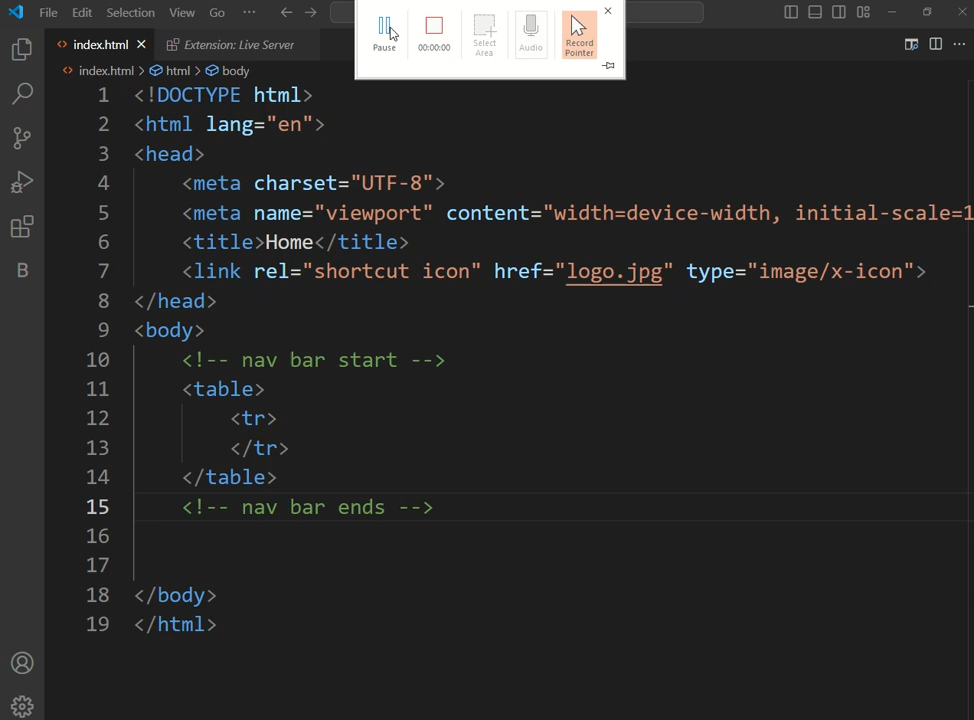 File Edit Selection View Go ···
Pause
00:00:00
Select Area
Audio
Record Pointer
index.html
Extension: Live Server
index.html > html > body
1 <!DOCTYPE html>
2 <html lang="en">
3 <head>
4 <meta charset="UTF-8">
5 <meta name="viewport" content="width=device-width, initial-scale=1
6 <title>Home</title>
7 <link rel="shortcut icon" href="logo.jpg" type="image/x-icon">
8 </head>
9 <body>
10 <!-- nav bar start -->
11 <table>
12 <tr>
13 </tr>
14 </table>
15 <!-- nav bar ends -->
16
17
18 </body>
19 </html>
B